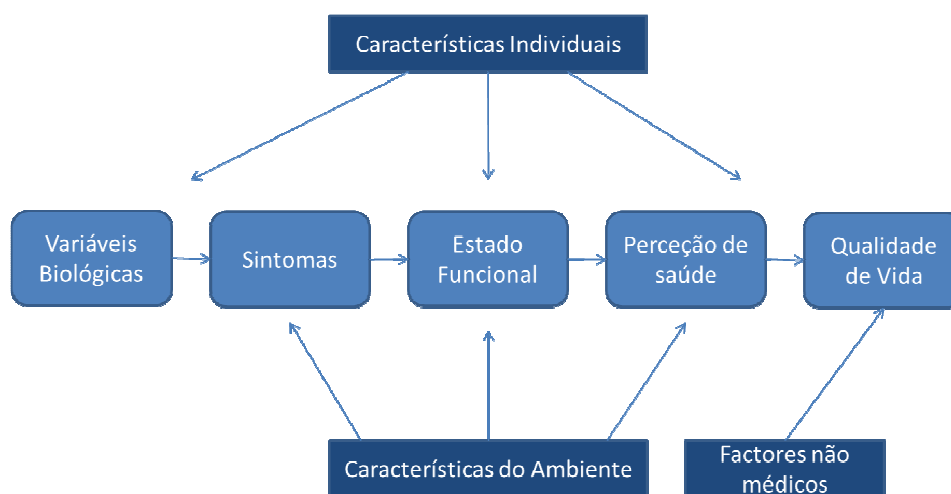 Características Individuais
Variáveis
Biológicas
Sintomas
Estado
Funcional
Perceção de
saúde
Qualidade
de Vida
Características do Ambiente
Factores não
médicos